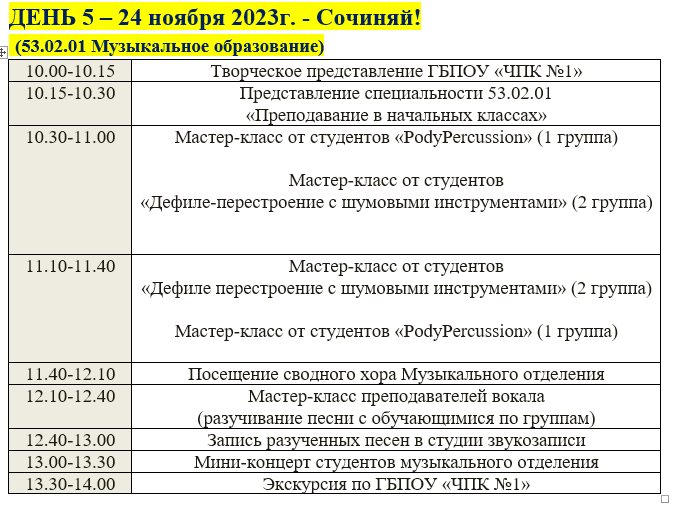 ДЕНЬ 5 – 24 ноября 2023г. - Сочиняй!
(53.02.01 Музыкальное образование)
10.00-10.15 Творческое представление ГБПОУ «ЧПК №1»
10.15-10.30 Представление специальности 53.02.01
«Преподавание в начальных классах»
10.30-11.00 Мастер-класс от студентов «PodyPercussion» (1 группа)
Мастер-класс от студентов
«Дефиле-перестроение с шумовыми инструментами» (2 группа)
11.10-11.40 Мастер-класс от студентов
«Дефиле перестроение с шумовыми инструментами» (2 группа)
Мастер-класс от студентов «PodyPercussion» (1 группа)
11.40-12.10 Посещение сводного хора Музыкального отделения
12.10-12.40 Мастер-класс преподавателей вокала
(разучивание песни с обучающимися по группам)
12.40-13.00 Запись разученных песен в студии звукозаписи
13.00-13.30 Мини-концерт студентов музыкального отделения
13.30-14.00 Экскурсия по ГБПОУ «ЧПК №1»